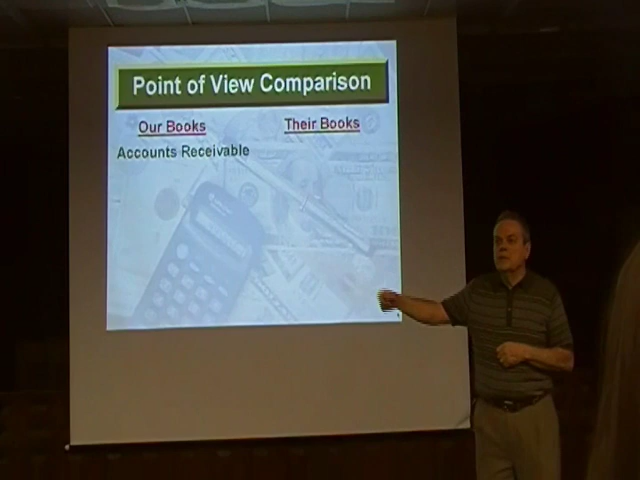 Point of View Comparison
Our Books
Their Books
Accounts Receivable